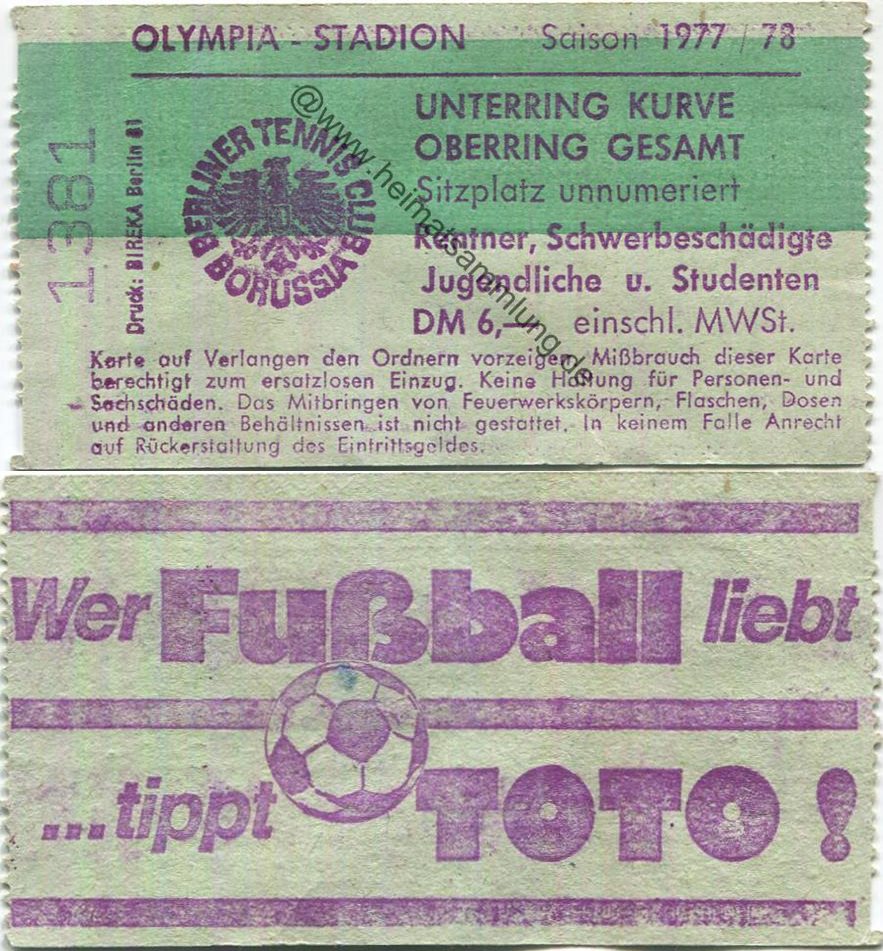 OLYMPIA - STADION Saison 1977 / 78
1381
Druck: BIREKA Berlin 61
BERLINER TENNIS CLUB
BORUSSIA
UNTERRING KURVE
OBERRING GESAMT
Sitzplatz unnumeriert
Rentner, Schwerbeschädigte
Jugendliche u. Studenten
DM 6,— einschl. MWSt.
Karte auf Verlangen den Ordnern vorzeigen, Mißbrauch dieser Karte
berechtigt zum ersatzlosen Einzug. Keine Haftung für Personen- und
Sachschäden. Das Mitbringen von Feuerwerkskörpern, Flaschen, Dosen
und anderen Behältnissen ist nicht gestattet. In keinem Falle Anrecht
auf Rückerstattung des Eintrittsgeldes.
@www.heimatsammlung.de
Wer Fußball liebt
...tippt TOTO !